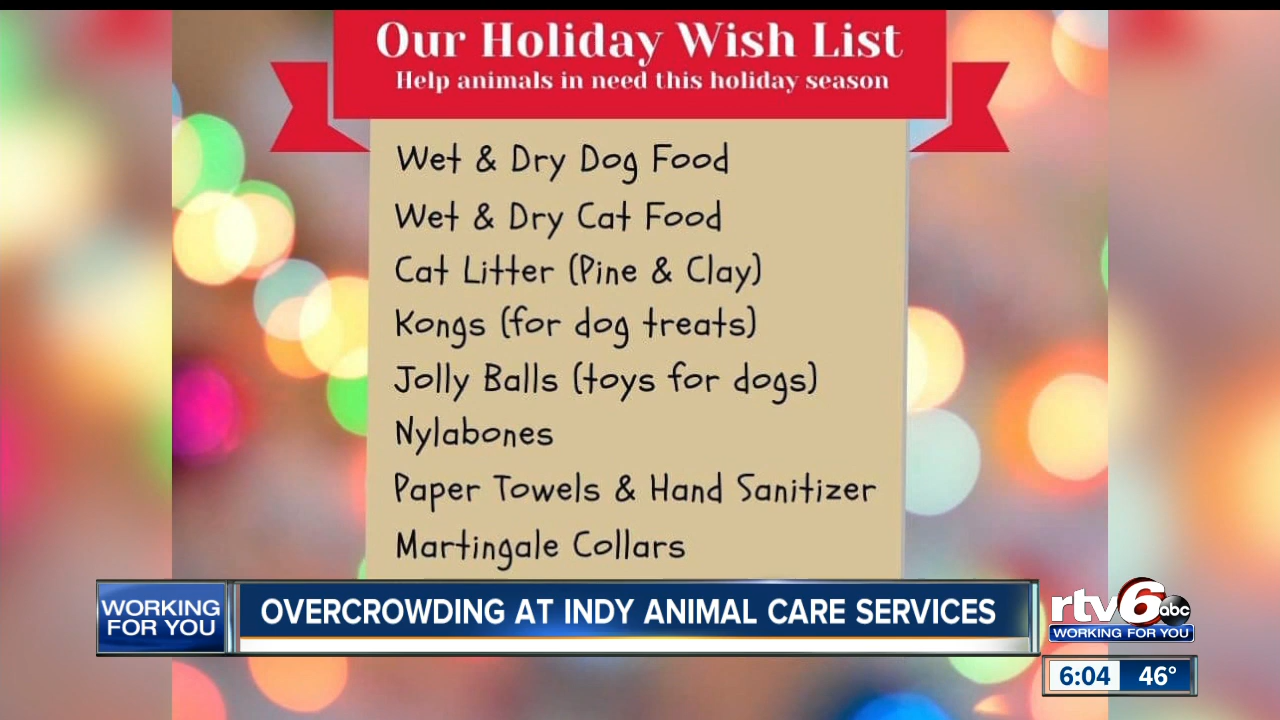 Our Holiday Wish List
Help animals in need this holiday season
Wet & Dry Dog Food
Wet & Dry Cat Food
Cat Litter (Pine & Clay)
Kongs (for dog treats)
Jolly Balls (toys for dogs)
Nylabones
Paper Towels & Hand Sanitizer
Martingale Collars
WORKING
FOR YOU
OVERCROWDING AT INDY ANIMAL CARE SERVICES
rtv6 abc
WORKING FOR YOU
6:04 46°